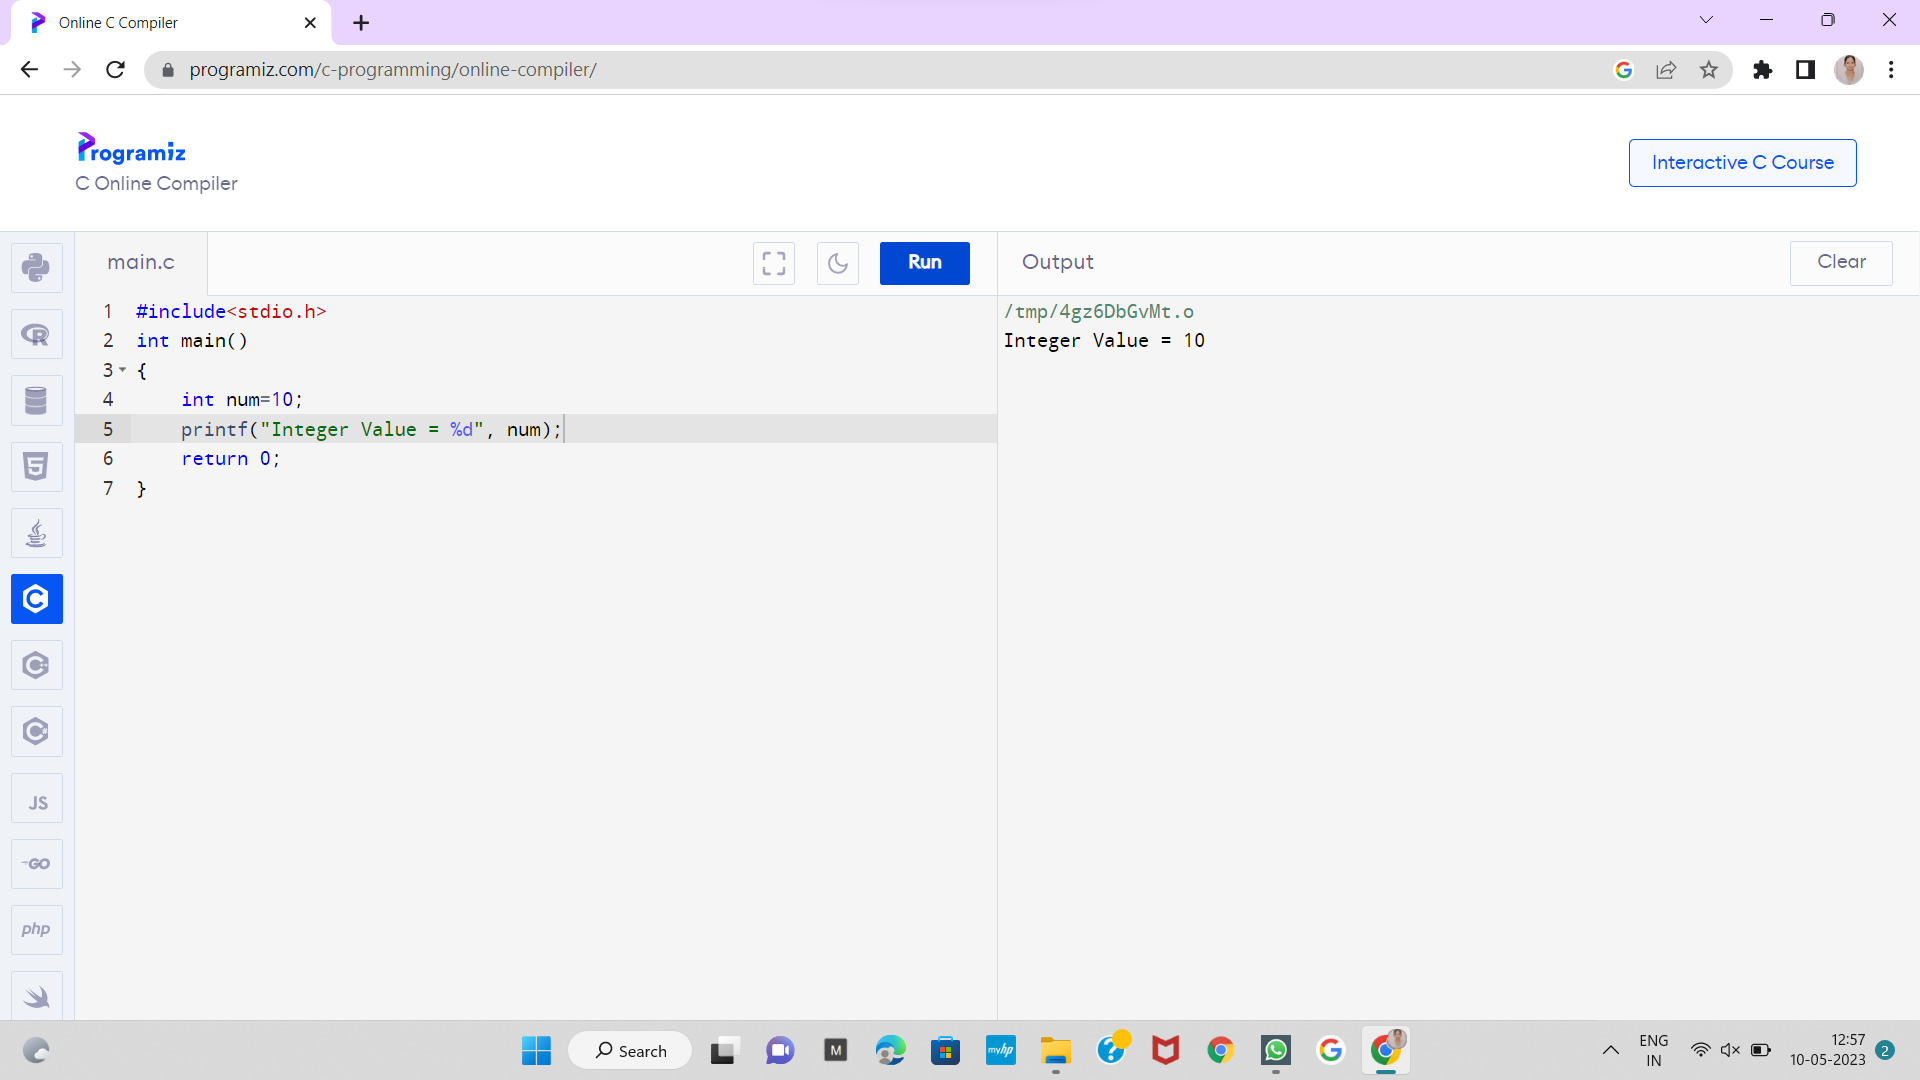 Online C Compiler
programiz.com/c-programming/online-compiler/
Programiz
C Online Compiler
Interactive C Course
main.c
Run
Output
Clear
1 #include<stdio.h>
2 int main()
3 {
4 int num=10;
5 printf("Integer Value = %d", num);
6 return 0;
7 }
/tmp/4gz6DbGvMt.o
Integer Value = 10
R
5
C
C
C#
JS
GO
php
Search
M
myhp
?
G
ENG
IN
12:57
10-05-2023
2